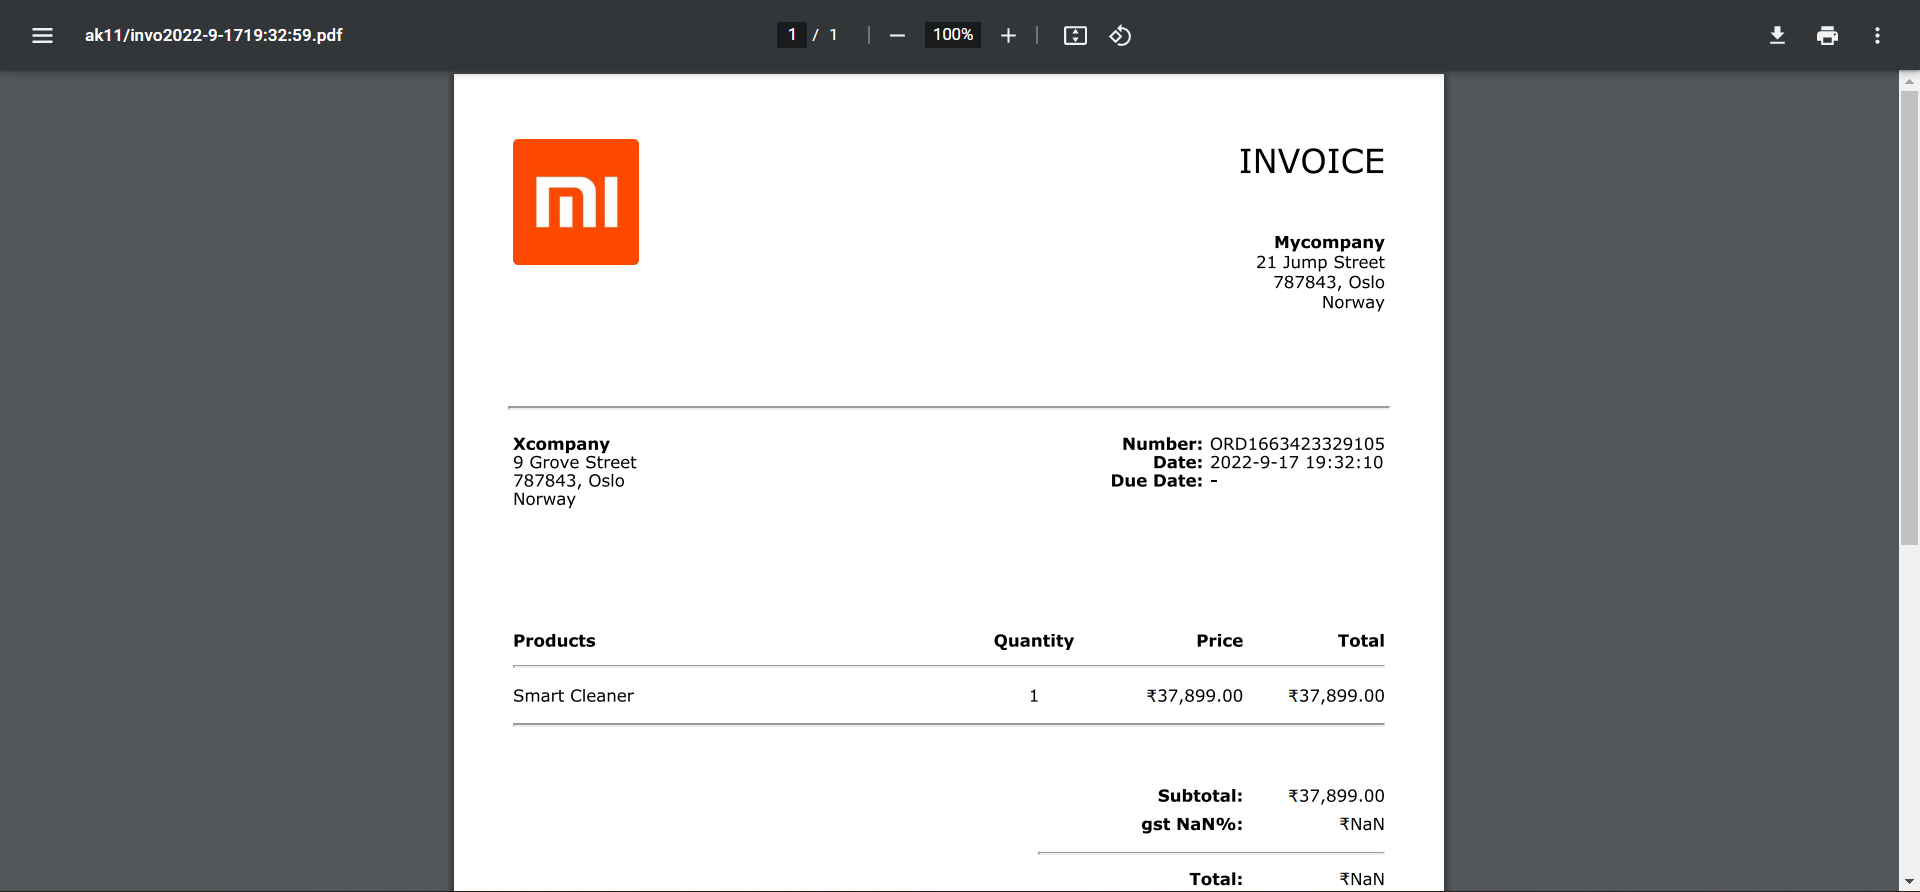 ak11/invo2022-9-1719:32:59.pdf
1 / 1
100%
mi
INVOICE
Mycompany
21 Jump Street
787843, Oslo
Norway
Xcompany
9 Grove Street
787843, Oslo
Norway
Number: ORD1663423329105
Date: 2022-9-17 19:32:10
Due Date: -
Products Quantity Price Total
Smart Cleaner 1 ₹37,899.00 ₹37,899.00
Subtotal: ₹37,899.00
gst NaN%: ₹NaN
Total: ₹NaN